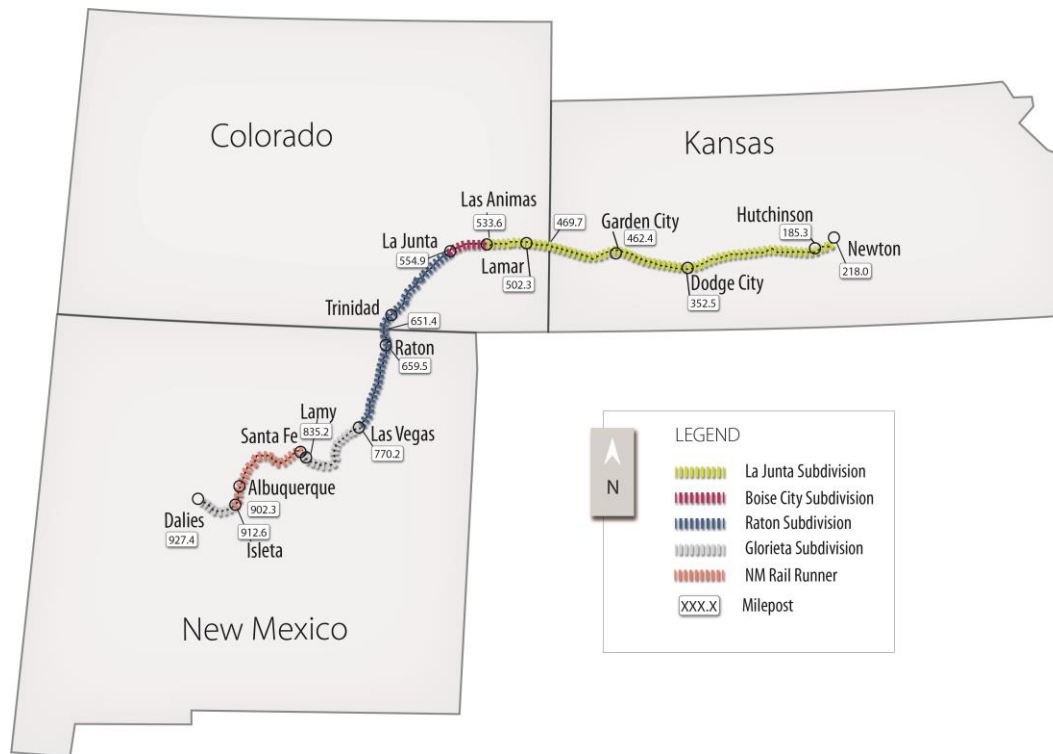 Colorado
Kansas
Las Animas
533.6
469.7
Garden City
462.4
Hutchinson
185.3
Newton
218.0
La Junta
554.9
Lamar
502.3
Dodge City
352.5
Trinidad
651.4
Raton
659.5
Lamy
835.2
Santa Fe
Las Vegas
770.2
Albuquerque
902.3
Dalies
927.4
912.6
Isleta
New Mexico
N
LEGEND
La Junta Subdivision
Boise City Subdivision
Raton Subdivision
Glorieta Subdivision
NM Rail Runner
XXX.X Milepost